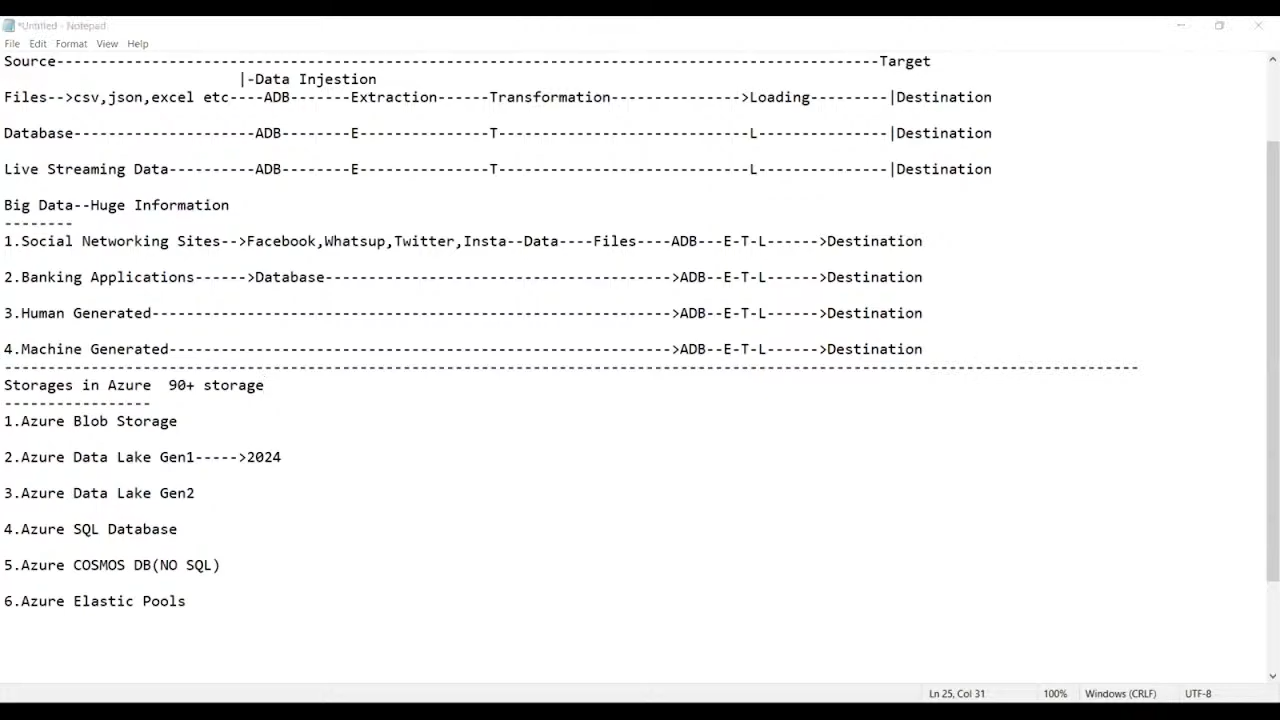 *Untitled - Notepad
File Edit Format View Help
Source-----------------------------------------------------------------------------------------------Target
|-Data Injestion
Files-->csv,json,excel etc----ADB-------Extraction------Transformation--------------->Loading---------|Destination
Database---------------------ADB--------E---------------T-----------------------------L---------------|Destination
Live Streaming Data----------ADB--------E---------------T-----------------------------L---------------|Destination
Big Data--Huge Information
--------
1.Social Networking Sites-->Facebook,Whatsup,Twitter,Insta--Data----Files----ADB---E-T-L------>Destination
2.Banking Applications------>Database---------------------------------------->ADB--E-T-L------>Destination
3.Human Generated------------------------------------------------------------>ADB--E-T-L------>Destination
4.Machine Generated---------------------------------------------------------->ADB--E-T-L------>Destination
-----------------------------------------------------------------------------------------------------------------------------------
Storages in Azure  90+ storage
-----------------
1.Azure Blob Storage
2.Azure Data Lake Gen1----->2024
3.Azure Data Lake Gen2
4.Azure SQL Database
5.Azure COSMOS DB(NO SQL)
6.Azure Elastic Pools
Ln 25, Col 31 100% Windows (CRLF) UTF-8